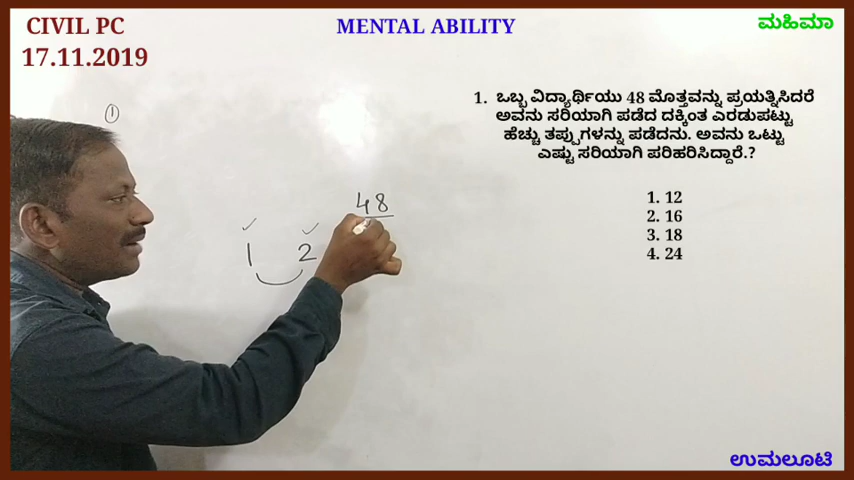 CIVIL PC
17.11.2019
MENTAL ABILITY
ಮಹಿಮಾ
1. ಒಬ್ಬ ವಿದ್ಯಾರ್ಥಿಯು 48 ಮೊತ್ತವನ್ನು ಪ್ರಯತ್ನಿಸಿದರೆ
ಅವನು ಸರಿಯಾಗಿ ಪಡೆದ ದಕ್ಕಿಂತ ಎರಡುಪಟ್ಟು
ಹೆಚ್ಚು ತಪ್ಪುಗಳನ್ನು ಪಡೆದನು. ಅವನು ಒಟ್ಟು
ಎಷ್ಟು ಸರಿಯಾಗಿ ಪರಿಹರಿಸಿದ್ದಾರೆ.?
1. 12
2. 16
3. 18
4. 24
1
48
1 2
ಉಮಲೂಟಿ